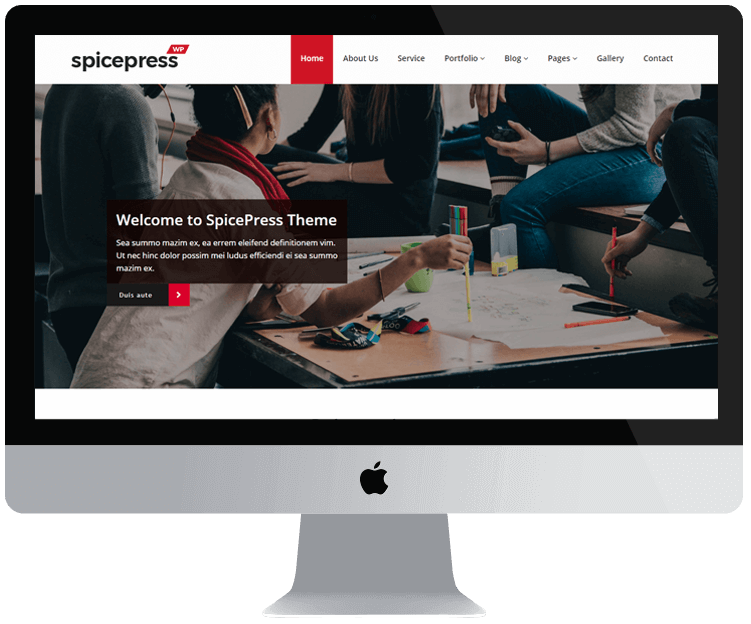 spicepress WP
Home About Us Service Portfolio Blog Pages Gallery Contact
Welcome to SpicePress Theme
Sea summo mazim ex, ea errem eleifend definitionem vim.
Ut nec hinc dolor possim mei ludus efficiendi ei sea summo
mazim ex.
Duis aute